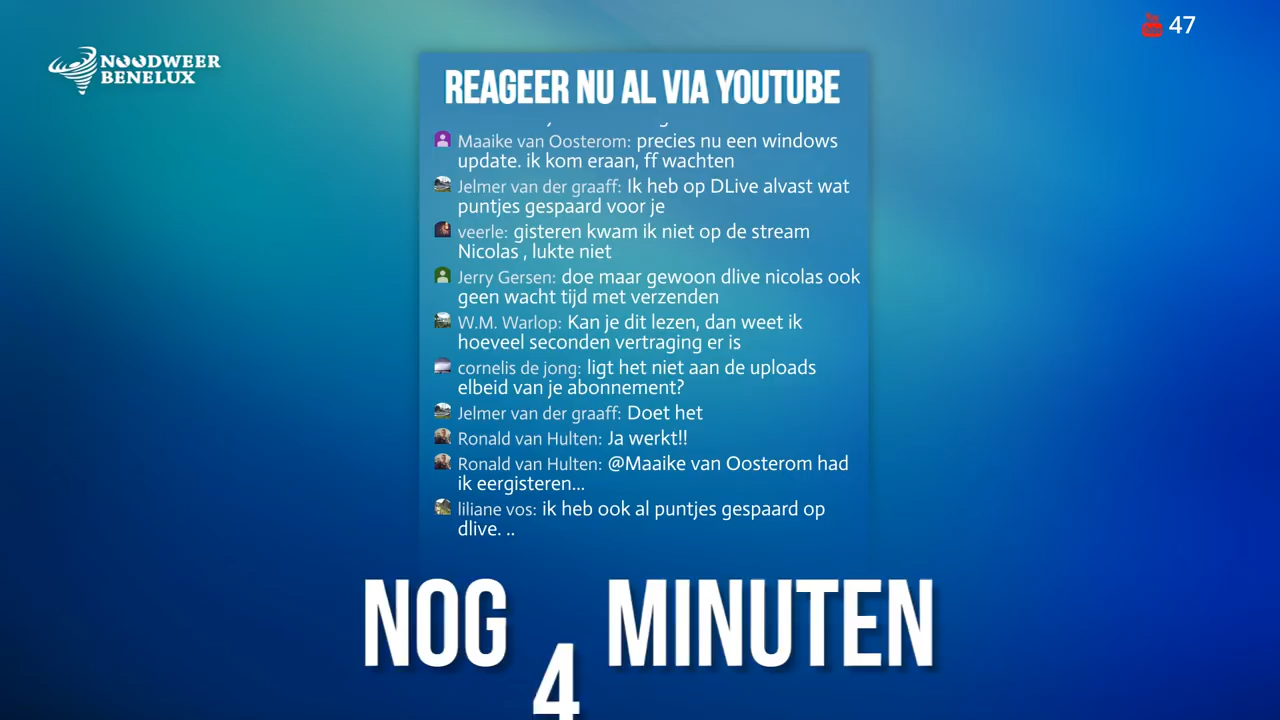 47
NOODWEER
BENELUX
REAGEER NU AL VIA YOUTUBE
Maaike van Oosterom: precies nu een windows
update. ik kom eraan, ff wachten
Jelmer van der graaff: Ik heb op DLive alvast wat
puntjes gespaard voor je
veerle: gisteren kwam ik niet op de stream
Nicolas , lukte niet
Jerry Gersen: doe maar gewoon dlive nicolas ook
geen wacht tijd met verzenden
W.M. Warlop: Kan je dit lezen, dan weet ik
hoeveel seconden vertraging er is
cornelis de jong: ligt het niet aan de uploads
elbeid van je abonnement?
Jelmer van der graaff: Doet het
Ronald van Hulten: Ja werkt!!
Ronald van Hulten: @Maaike van Oosterom had
ik eergisteren...
liliane vos: ik heb ook al puntjes gespaard op
dlive. ..
NOG 4 MINUTEN